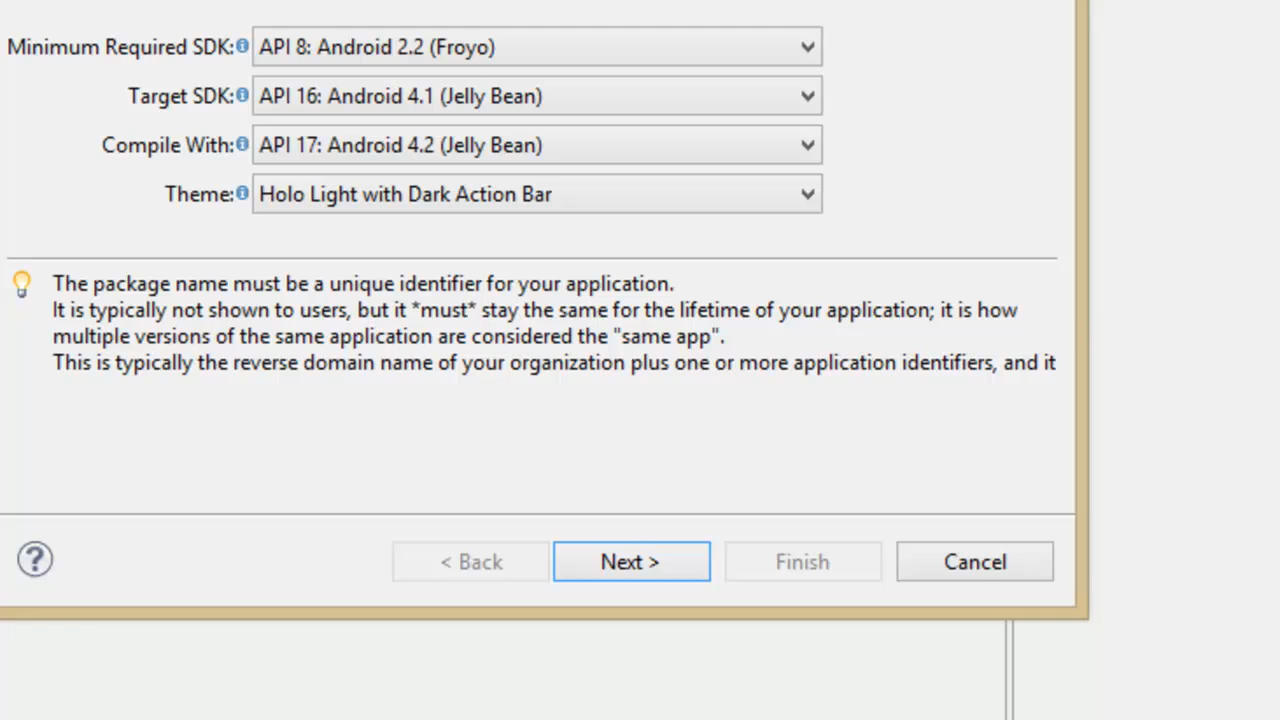 Minimum Required SDK: API 8: Android 2.2 (Froyo)
Target SDK: API 16: Android 4.1 (Jelly Bean)
Compile With: API 17: Android 4.2 (Jelly Bean)
Theme: Holo Light with Dark Action Bar
The package name must be a unique identifier for your application.
It is typically not shown to users, but it *must* stay the same for the lifetime of your application; it is how
multiple versions of the same application are considered the "same app".
This is typically the reverse domain name of your organization plus one or more application identifiers, and it
? < Back Next > Finish Cancel